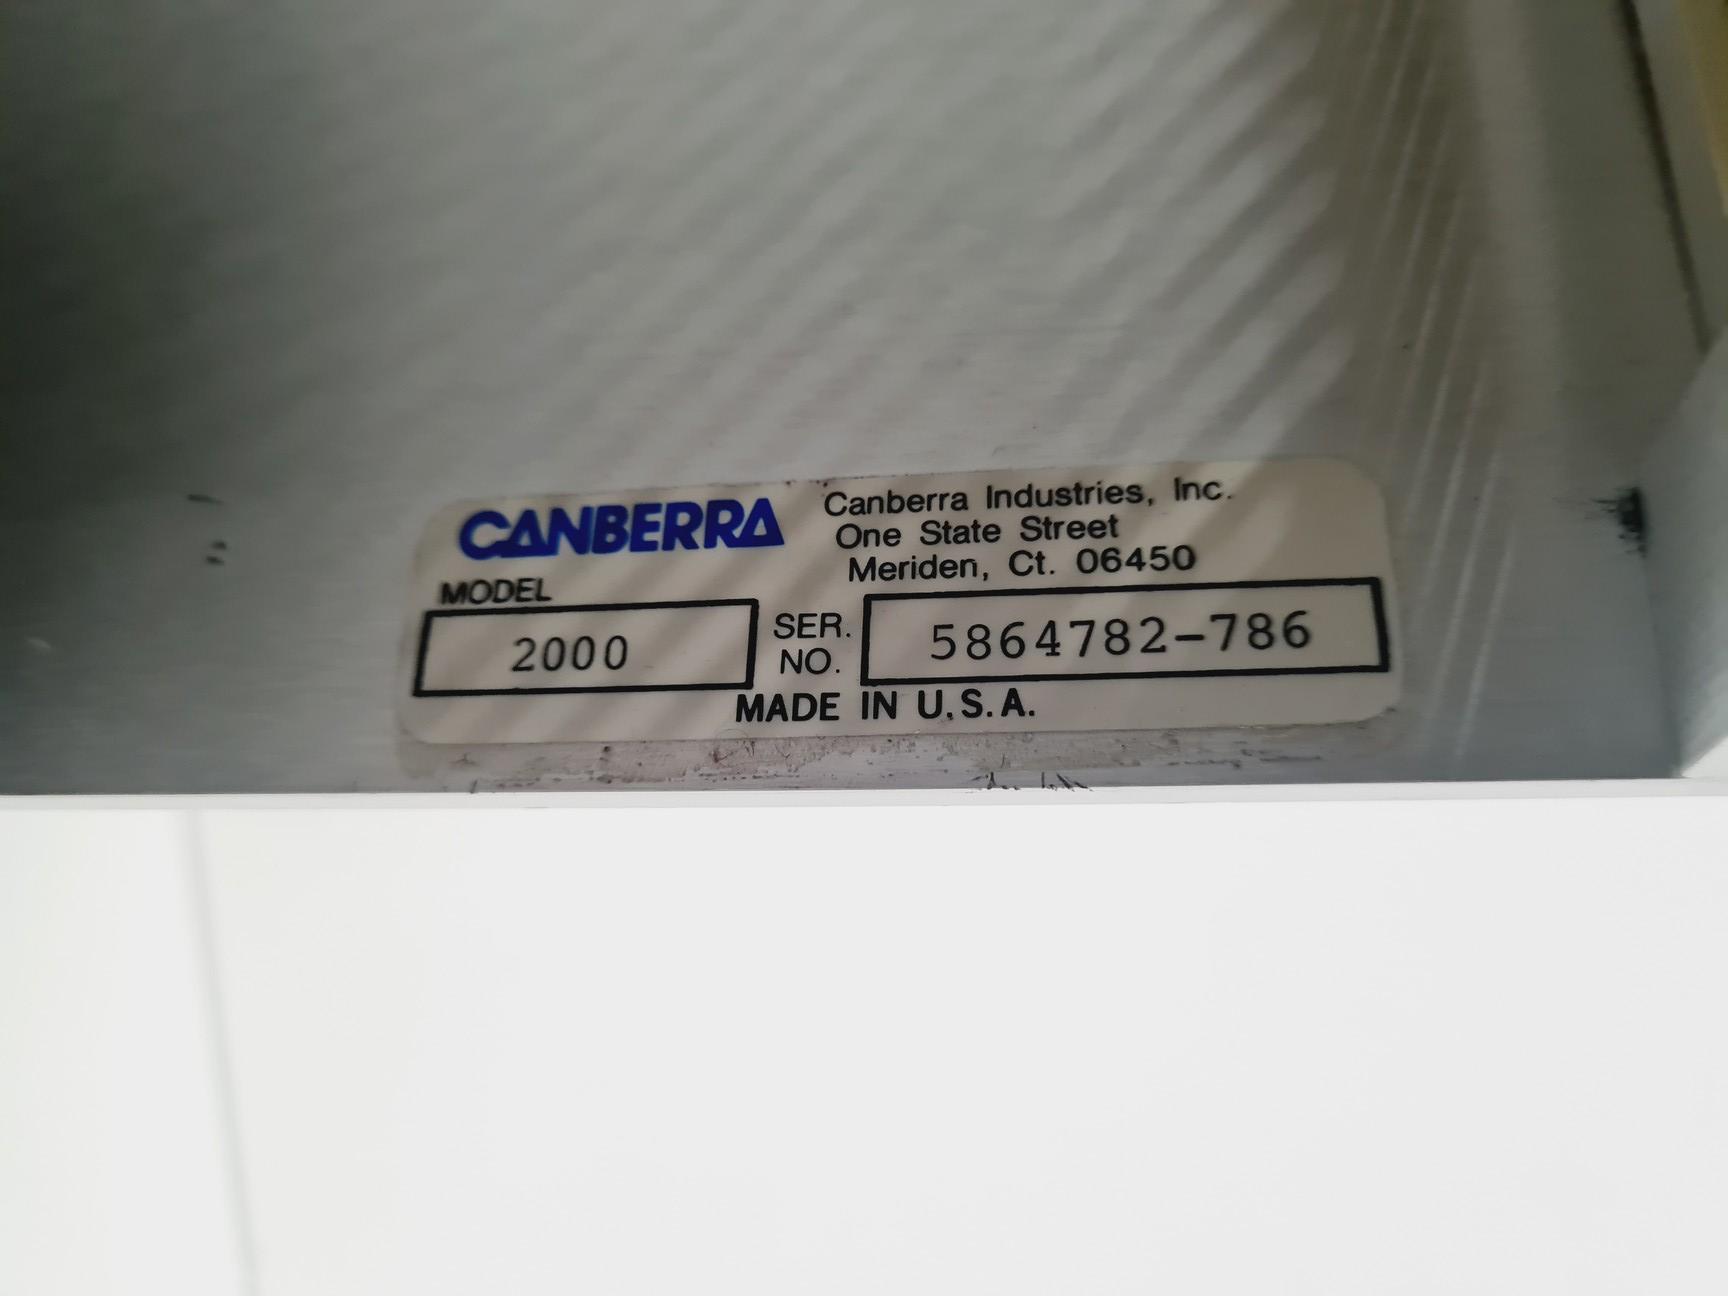 CANBERRA
Canberra Industries, Inc.
One State Street
Meriden, Ct. 06450
MODEL
2000
SER.
NO.
5864782-786
MADE IN U.S.A.